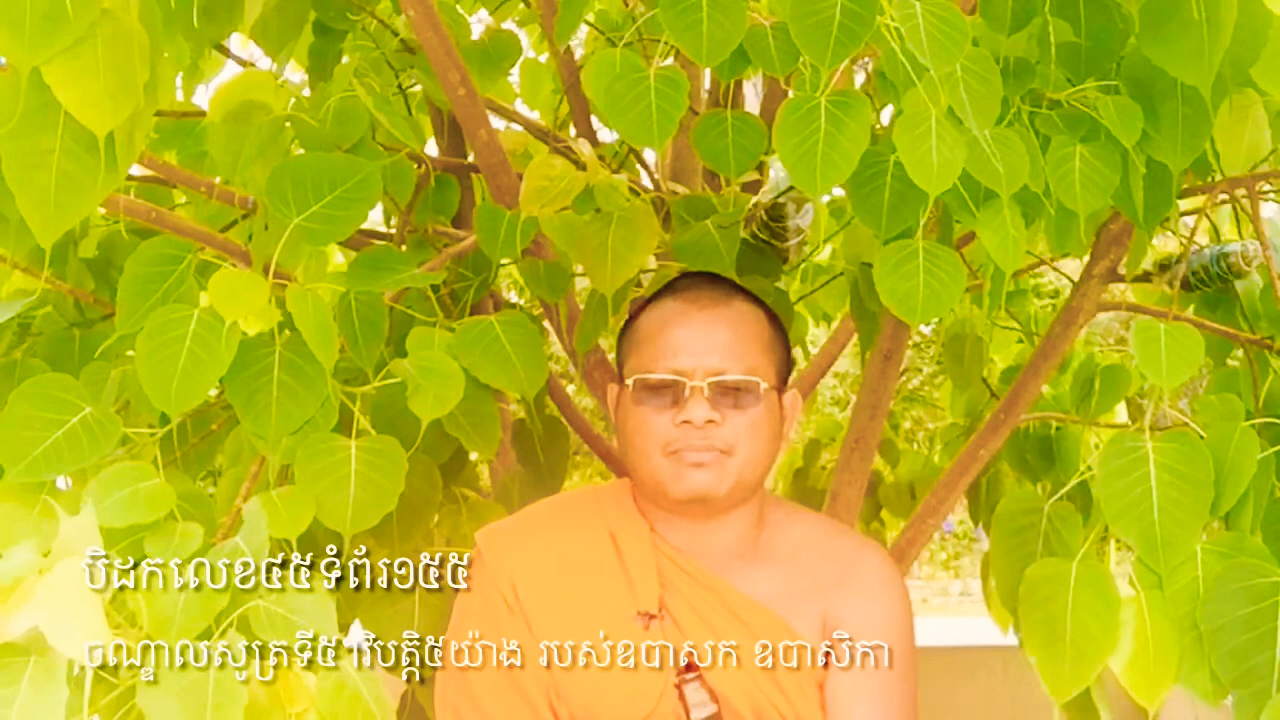 បិដកលេខ៤៥ទំព័រ១៥៥
ចណ្ឌាលសូត្រទី៥ វិបត្តិ៥យ៉ាង របស់ឧបាសក ឧបាសិកា